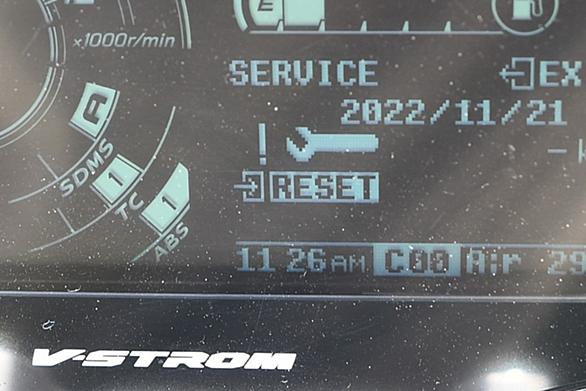 E
x1000r/min
SERVICE EX
2022/11/21
A
SDMS
! - k
1
TC
RESET
1
ABS
11 26AM C00 Air 29
V-STROM